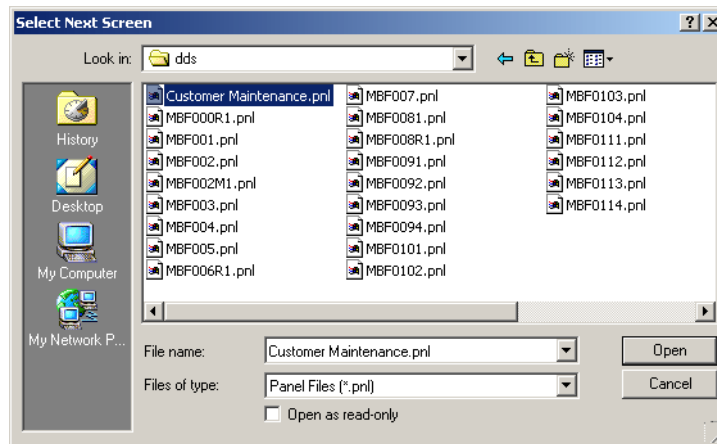 Select Next Screen
Look in: dds
Customer Maintenance.pnl MBF007.pnl MBF0103.pnl
MBF000R1.pnl MBF0081.pnl MBF0104.pnl
MBF001.pnl MBF008R1.pnl MBF0111.pnl
MBF002.pnl MBF0091.pnl MBF0112.pnl
MBF002M1.pnl MBF0092.pnl MBF0113.pnl
MBF003.pnl MBF0093.pnl MBF0114.pnl
MBF004.pnl MBF0094.pnl
MBF005.pnl MBF0101.pnl
MBF006R1.pnl MBF0102.pnl
History
Desktop
My Computer
My Network P...
File name: Customer Maintenance.pnl Open
Files of type: Panel Files (*.pnl) Cancel
Open as read-only